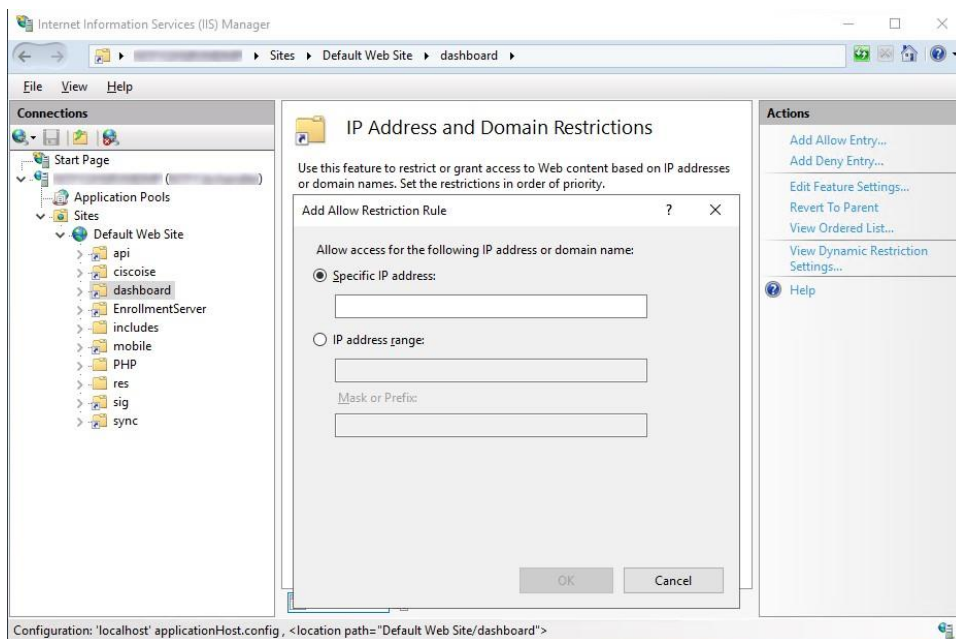 Internet Information Services (IIS) Manager
Sites Default Web Site dashboard
File View Help
Connections
Start Page
( )
Application Pools
Sites
Default Web Site
api
ciscoise
dashboard
EnrollmentServer
includes
mobile
PHP
res
sig
sync
IP Address and Domain Restrictions
Use this feature to restrict or grant access to Web content based on IP addresses
or domain names. Set the restrictions in order of priority.
Add Allow Restriction Rule ?
Allow access for the following IP address or domain name:
Specific IP address:
IP address range:
Mask or Prefix:
OK Cancel
Actions
Add Allow Entry...
Add Deny Entry...
Edit Feature Settings...
Revert To Parent
View Ordered List...
View Dynamic Restriction
Settings...
Help
Configuration: 'localhost' applicationHost.config , <location path="Default Web Site/dashboard">